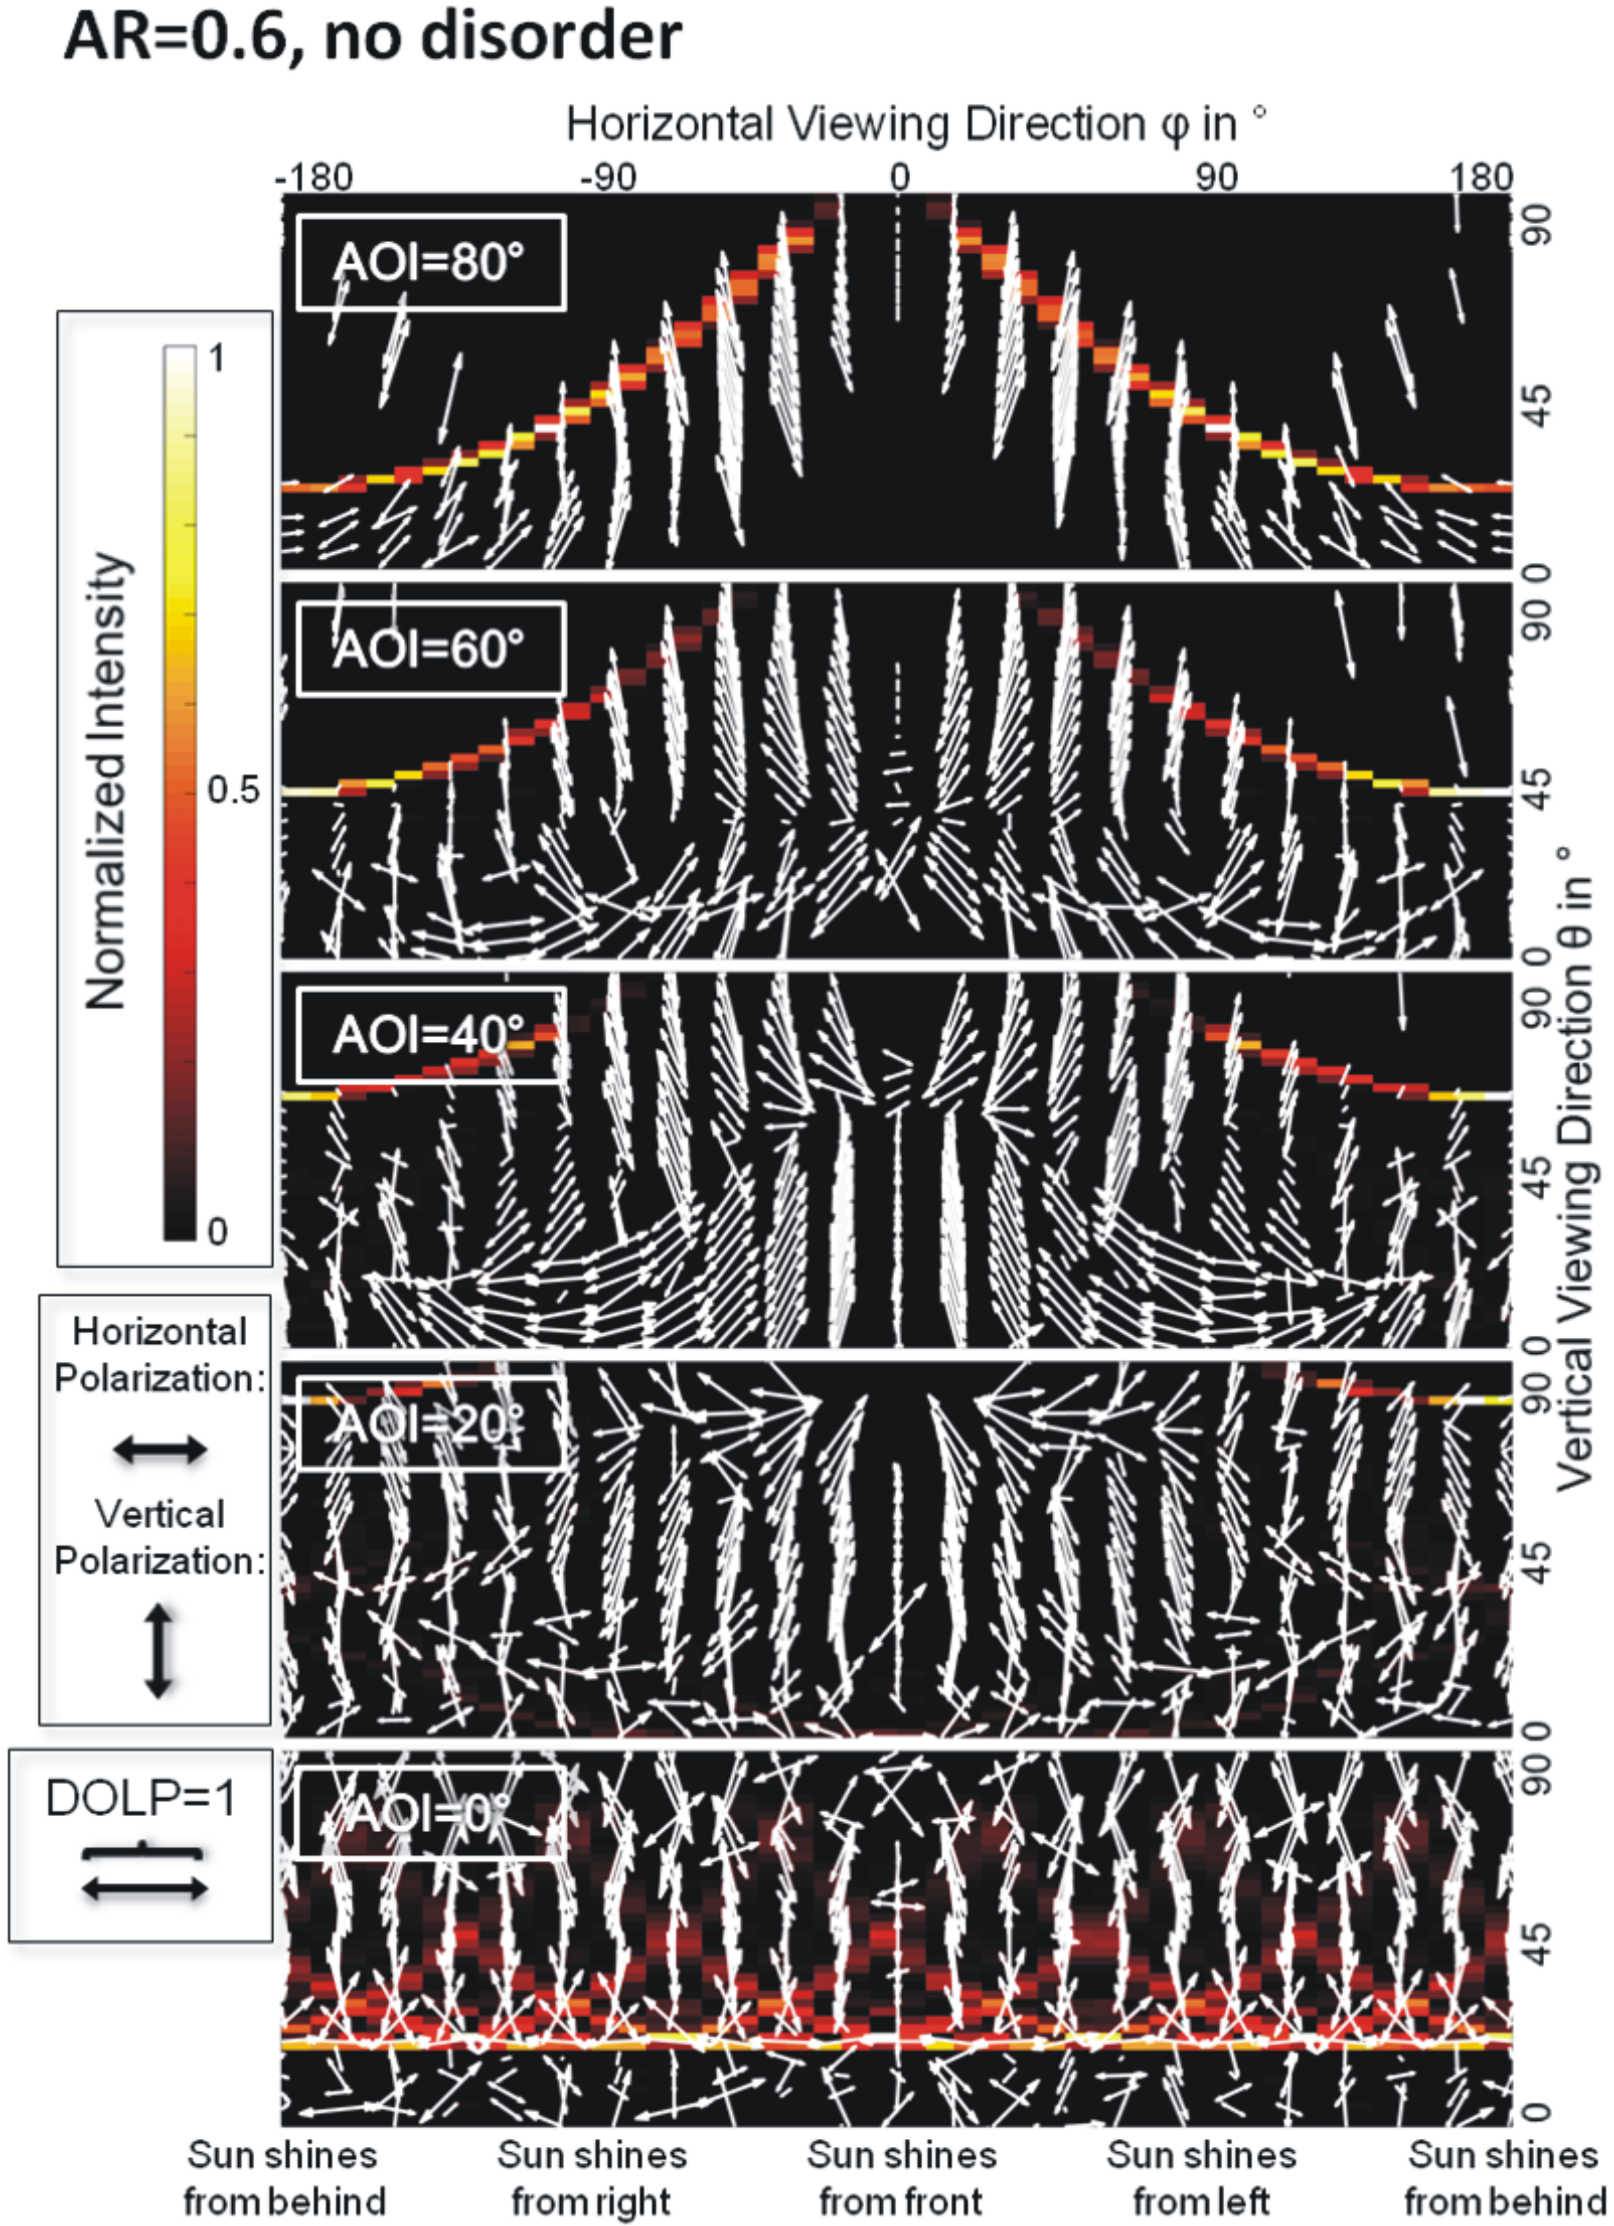 AR=0.6, no disorder
Horizontal Viewing Direction φ in °
-180 -90 0 90 180
AOI=80°
90
45
0
AOI=60°
90
45
0
AOI=40°
90
45
0
AOI=20°
90
45
0
AOI=0°
90
45
0
Vertical Viewing Direction θ in °
Normalized Intensity
1
0.5
0
Horizontal
Polarization:
Vertical
Polarization:
DOLP=1
Sun shines
from behind
Sun shines
from right
Sun shines
from front
Sun shines
from left
Sun shines
from behind